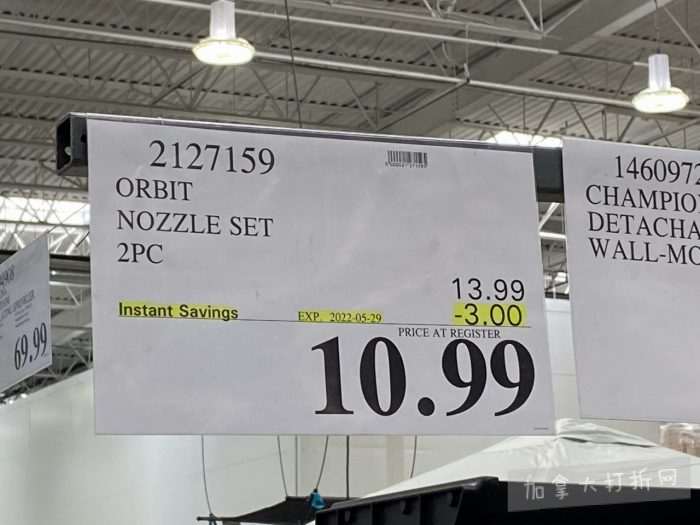 2127159
ORBIT
NOZZLE SET
2PC
13.99
Instant Savings EXP. 2022-05-29 -3.00
PRICE AT REGISTER
10.99
1460972
CHAMPIO
DETACHA
WALL-MO
69.99
加拿大打折网